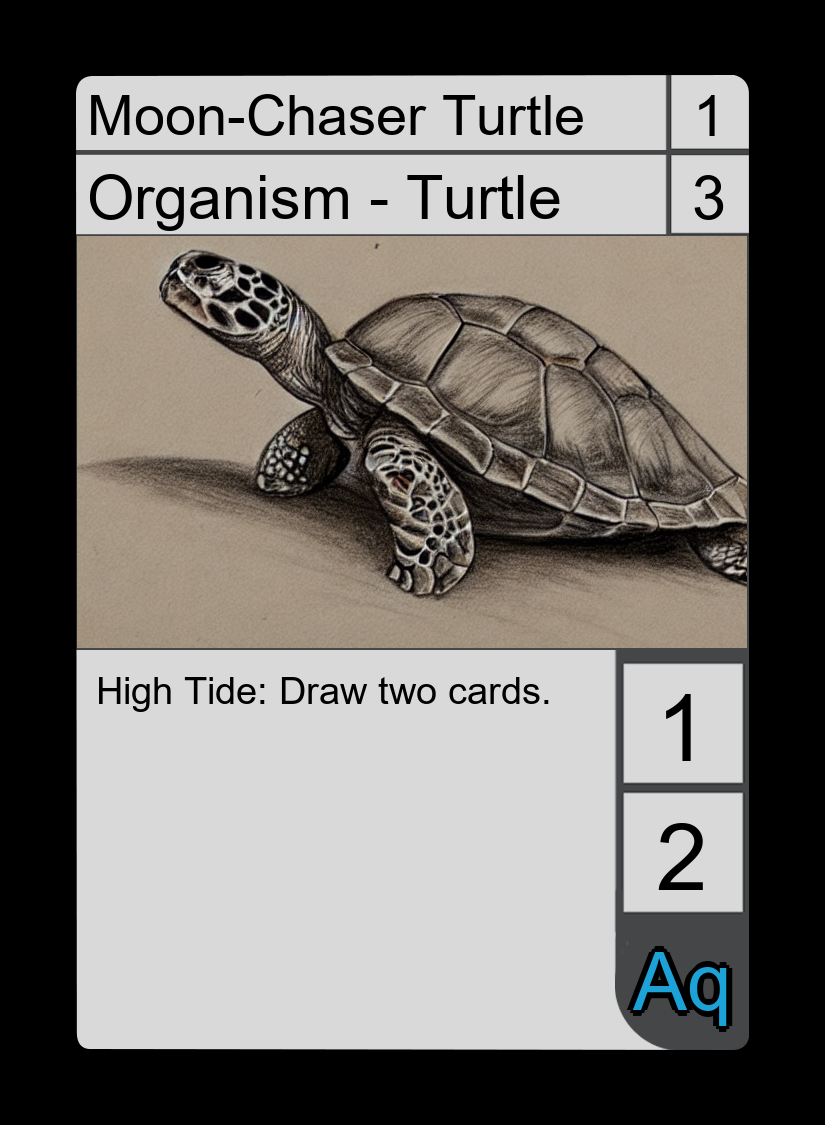 Moon-Chaser Turtle 1
Organism - Turtle 3
High Tide: Draw two cards.
1
2
Aq